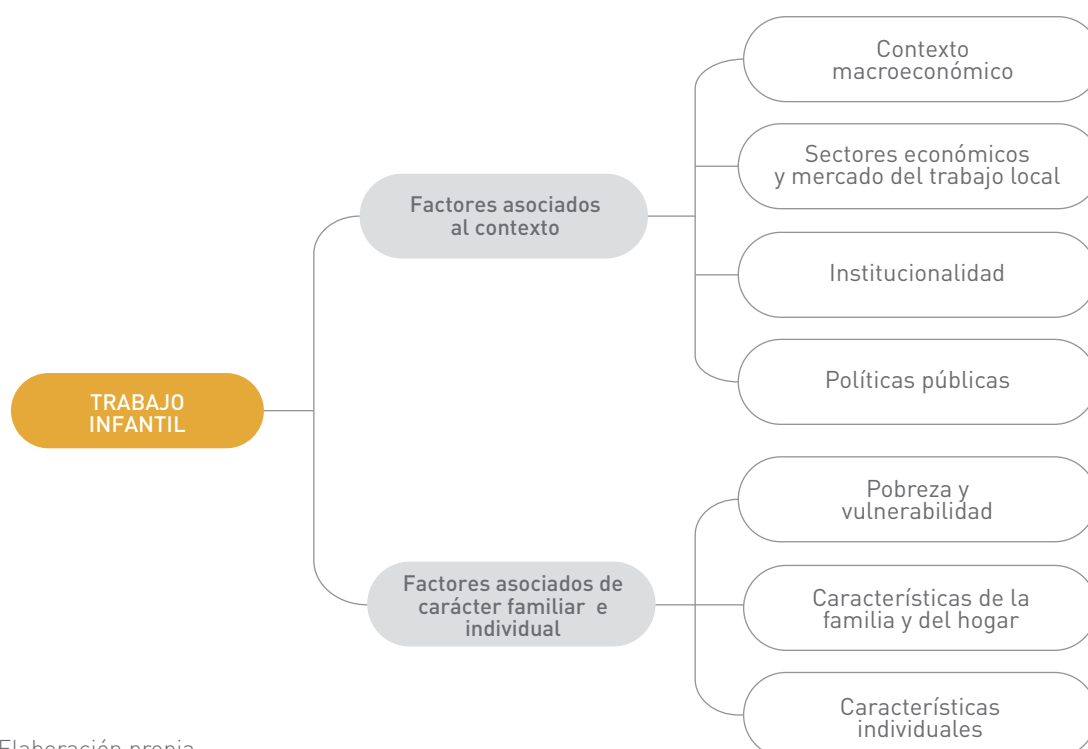 TRABAJO
INFANTIL
Factores asociados
al contexto
Contexto
macroeconómico
Sectores económicos
y mercado del trabajo local
Institucionalidad
Políticas públicas
Factores asociados de
carácter familiar e
individual
Pobreza y
vulnerabilidad
Características de la
familia y del hogar
Características
individuales
Elaboración propia